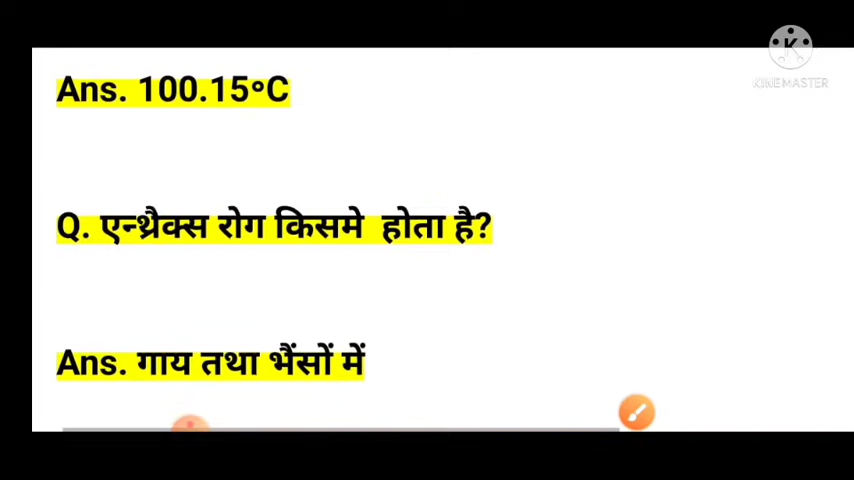 KINEMASTER
Ans. 100.15°C
Q. एन्थ्रैक्स रोग किसमे होता है?
Ans. गाय तथा भैंसों में